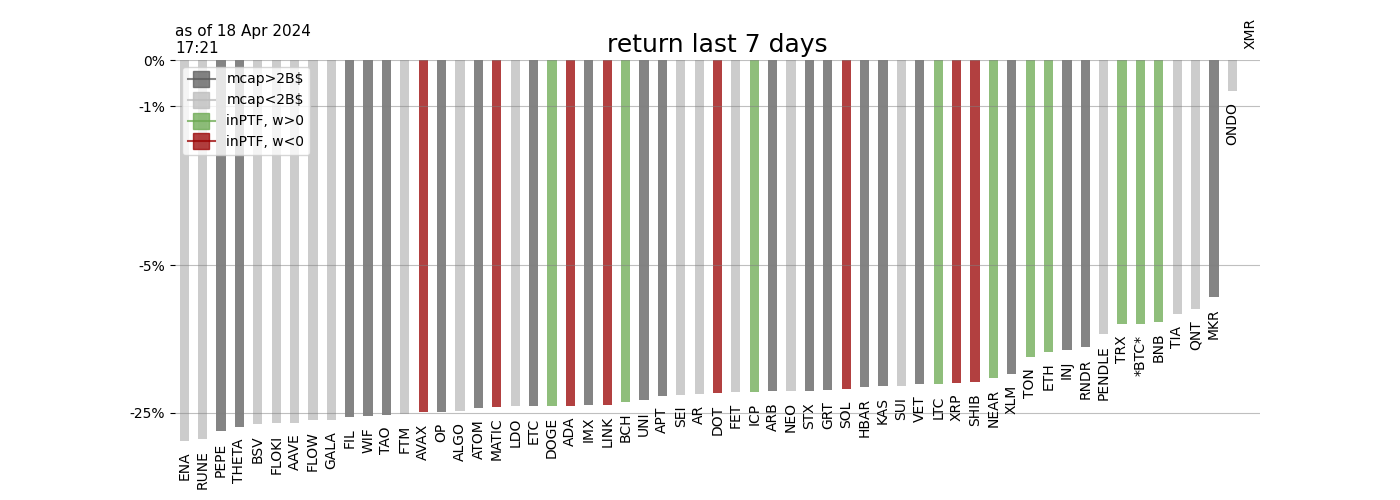 as of 18 Apr 2024
17:21
return last 7 days
0%
-1%
-5%
-25%
mcap>2B$
mcap<2B$
inPTF, w>0
inPTF, w<0
ENA
RUNE
PEPE
THETA
BSV
FLOKI
AAVE
FLOW
GALA
FIL
WIF
TAO
FTM
AVAX
OP
ALGO
ATOM
MATIC
LDO
ETC
DOGE
ADA
IMX
LINK
BCH
UNI
APT
SEI
AR
DOT
FET
ICP
ARB
NEO
STX
GRT
SOL
HBAR
KAS
SUI
VET
LTC
XRP
SHIB
NEAR
XLM
TON
ETH
INJ
RNDR
PENDLE
TRX
*BTC*
BNB
TIA
QNT
MKR
ONDO
XMR